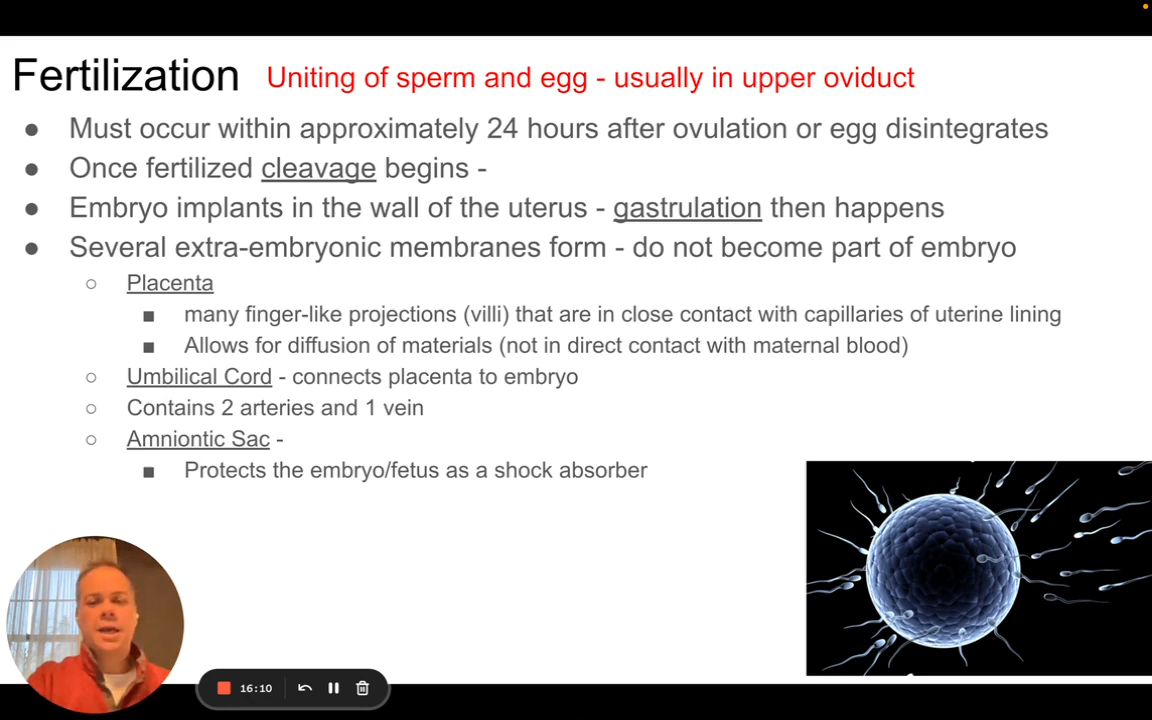 Fertilization Uniting of sperm and egg - usually in upper oviduct
● Must occur within approximately 24 hours after ovulation or egg disintegrates
● Once fertilized cleavage begins -
● Embryo implants in the wall of the uterus - gastrulation then happens
● Several extra-embryonic membranes form - do not become part of embryo
○ Placenta
■ many finger-like projections (villi) that are in close contact with capillaries of uterine lining
■ Allows for diffusion of materials (not in direct contact with maternal blood)
○ Umbilical Cord - connects placenta to embryo
○ Contains 2 arteries and 1 vein
○ Amniontic Sac -
■ Protects the embryo/fetus as a shock absorber
16:10